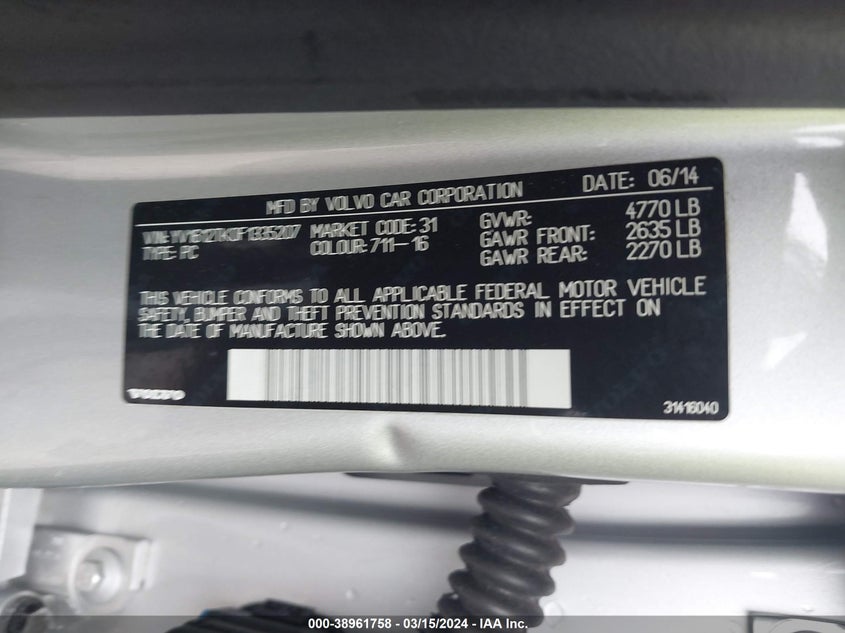 MFD BY VOLVO CAR CORPORATION DATE: 06/14
VIN: MARKET CODE: 31 GVWR: 4770 LB
TYPE: PC COLOUR: 711-16 GAWR FRONT: 2635 LB
GAWR REAR: 2270 LB
THIS VEHICLE CONFORMS TO ALL APPLICABLE FEDERAL MOTOR VEHICLE
SAFETY, BUMPER AND THEFT PREVENTION STANDARDS IN EFFECT ON
THE DATE OF MANUFACTURE SHOWN ABOVE.
VOLVO
31416040
000-38961758 - 03/15/2024 - © IAA Inc.